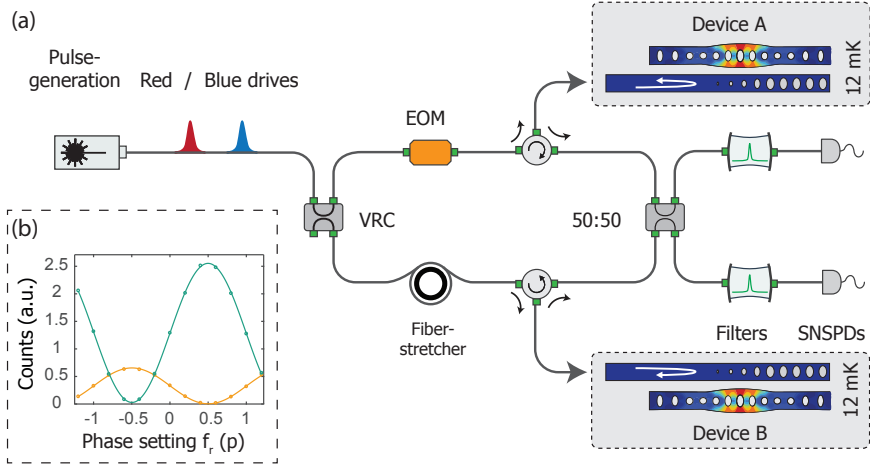 (a)
Pulse-
generation
Red / Blue drives
EOM
Device A
12 mK
VRC
50:50
Fiber-
stretcher
Filters
SNSPDs
Device B
12 mK
(b)
Counts (a.u.)
2.5
2
1.5
1
0.5
0
-1
-0.5
0
0.5
1
Phase setting f_r (p)